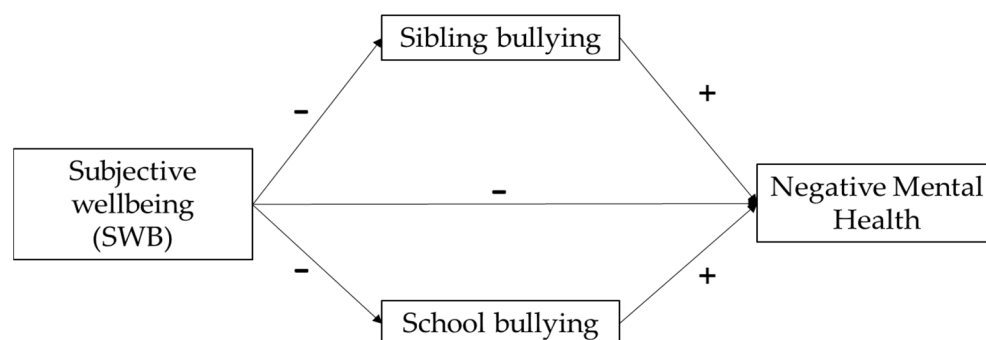 Sibling bullying
-
+
Subjective
wellbeing
(SWB)
-
Negative Mental
Health
-
+
School bullying